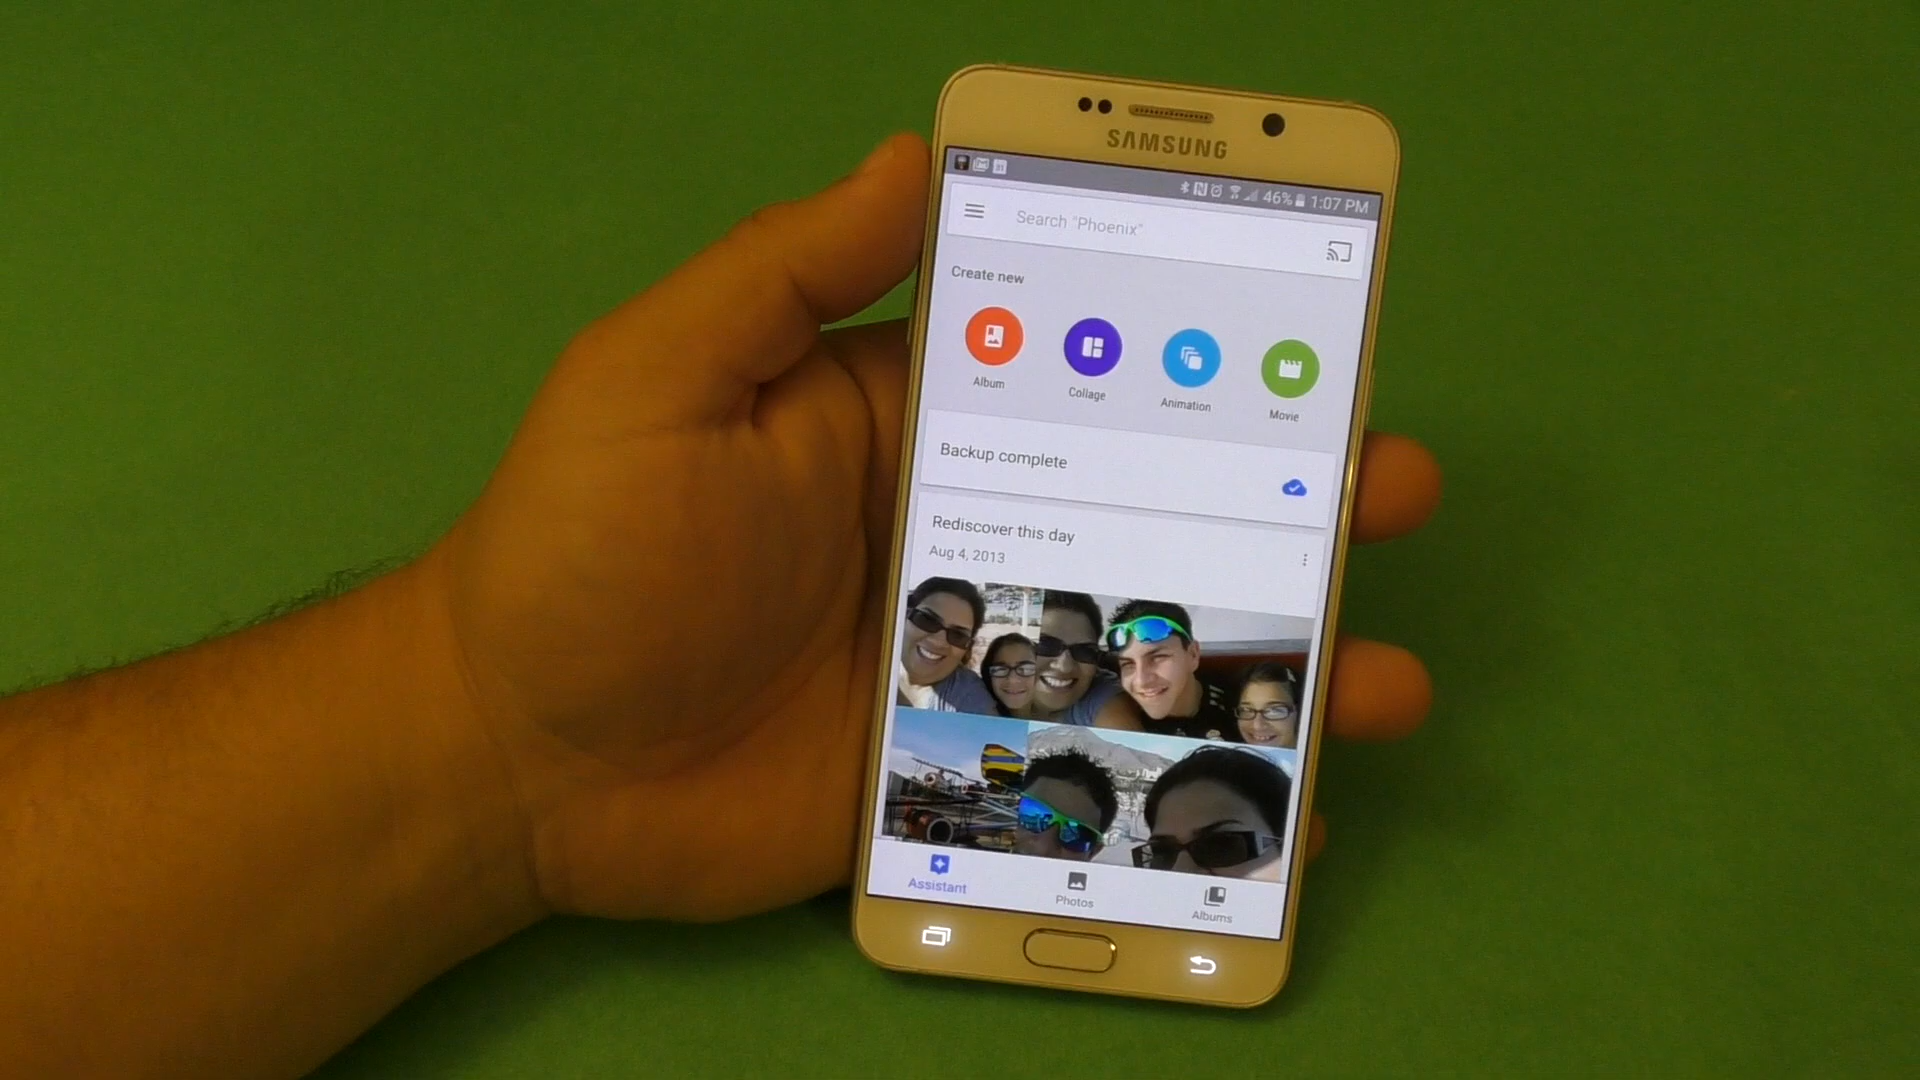 SAMSUNG
31
46% 1:07 PM
Search "Phoenix"
Create new
Album
Collage
Animation
Movie
Backup complete
Rediscover this day
Aug 4, 2013
Assistant
Photos
Albums